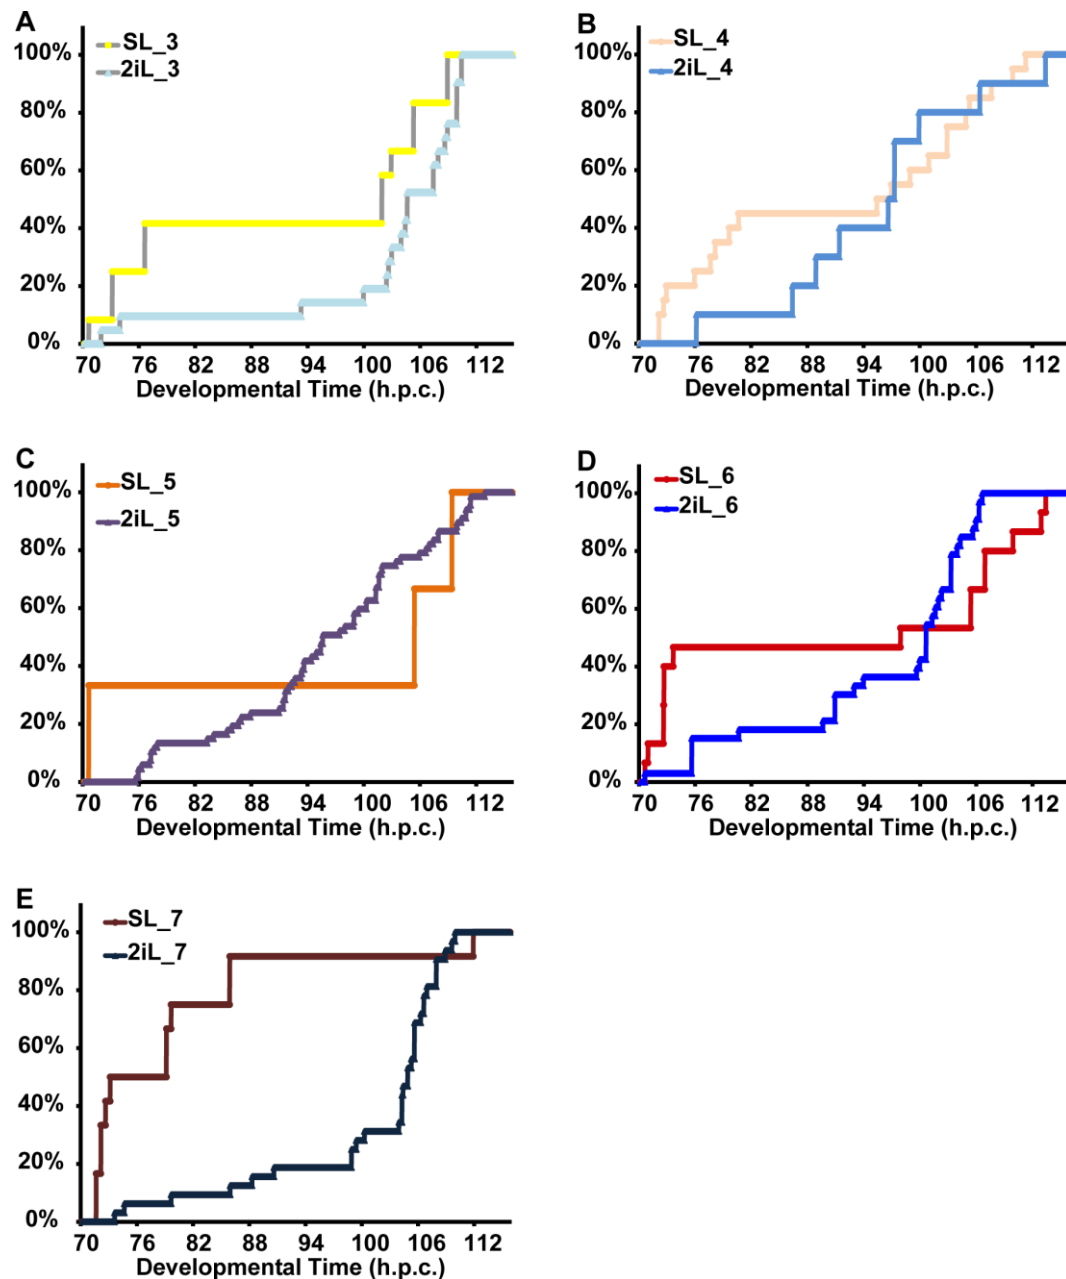 A
SL_3
2iL_3
100%
80%
60%
40%
20%
0%
70 76 82 88 94 100 106 112
Developmental Time (h.p.c.)
B
SL_4
2iL_4
100%
80%
60%
40%
20%
0%
70 76 82 88 94 100 106 112
Developmental Time (h.p.c.)
C
SL_5
2iL_5
100%
80%
60%
40%
20%
0%
70 76 82 88 94 100 106 112
Developmental Time (h.p.c.)
D
SL_6
2iL_6
100%
80%
60%
40%
20%
0%
70 76 82 88 94 100 106 112
Developmental Time (h.p.c.)
E
SL_7
2iL_7
100%
80%
60%
40%
20%
0%
70 76 82 88 94 100 106 112
Developmental Time (h.p.c.)